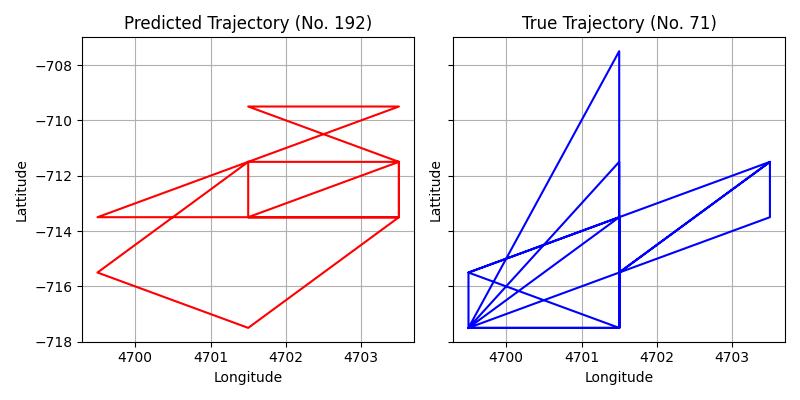 Predicted Trajectory (No. 192)
True Trajectory (No. 71)
−708
−710
−712
−714
−716
−718
Lattitude
Lattitude
4700 4701 4702 4703
4700 4701 4702 4703
Longitude
Longitude